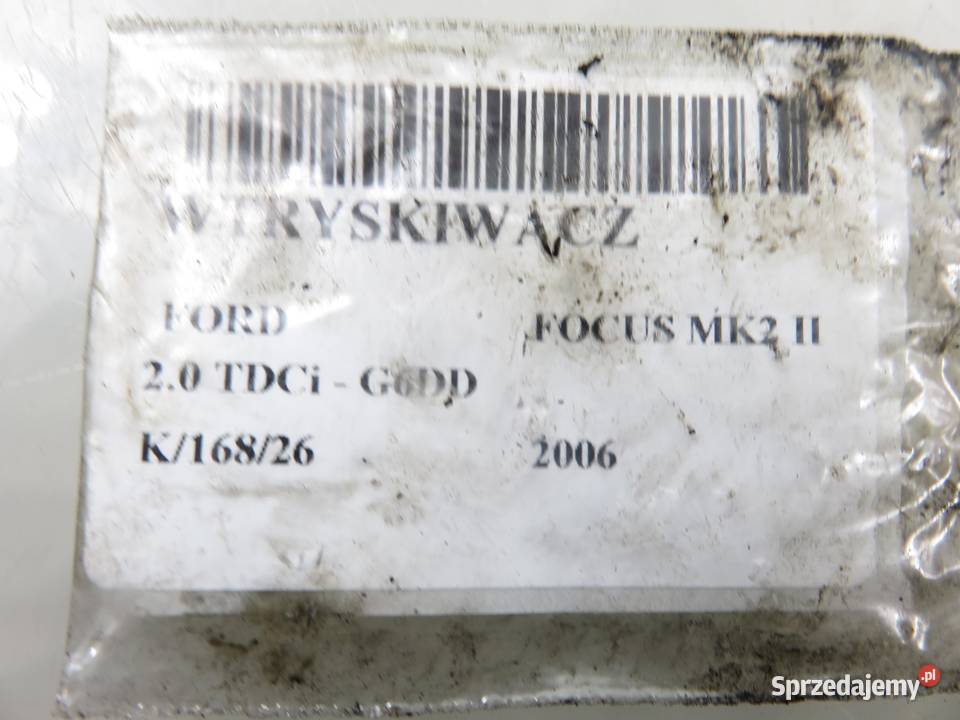 WTRYSKIWACZ
FORD FOCUS MK2 II
2.0 TDCi - G6DD
K/168/26 2006
Sprzedajemy.pl